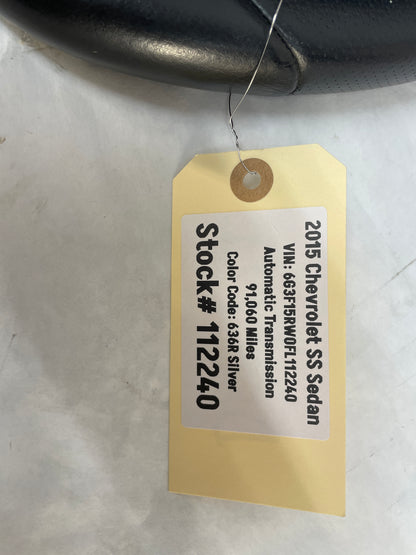 2015 Chevrolet SS Sedan
VIN: 6G3F15RW0FL112240
Automatic Transmission
91,060 Miles
Color Code: 636R Silver
Stock# 112240